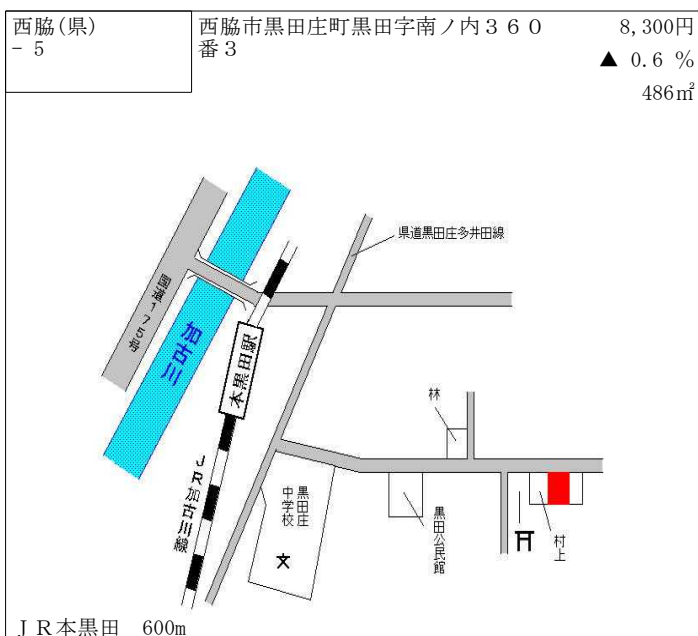 西脇(県)
－ 5
西脇市黒田庄町黒田字南ノ内３６０
番３
8,300円
▲ 0.6 %
486㎡
県道黒田庄多井田線
国道175号
加古川
本黒田駅
ＪＲ加古川線
林
黒田庄
中学校
文
黒田公民館
村上
ＪＲ本黒田　600m